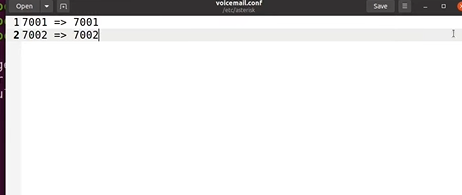 Open
voicemail.conf
/etc/asterisk
Save
1 7001 => 7001
2 7002 => 7002